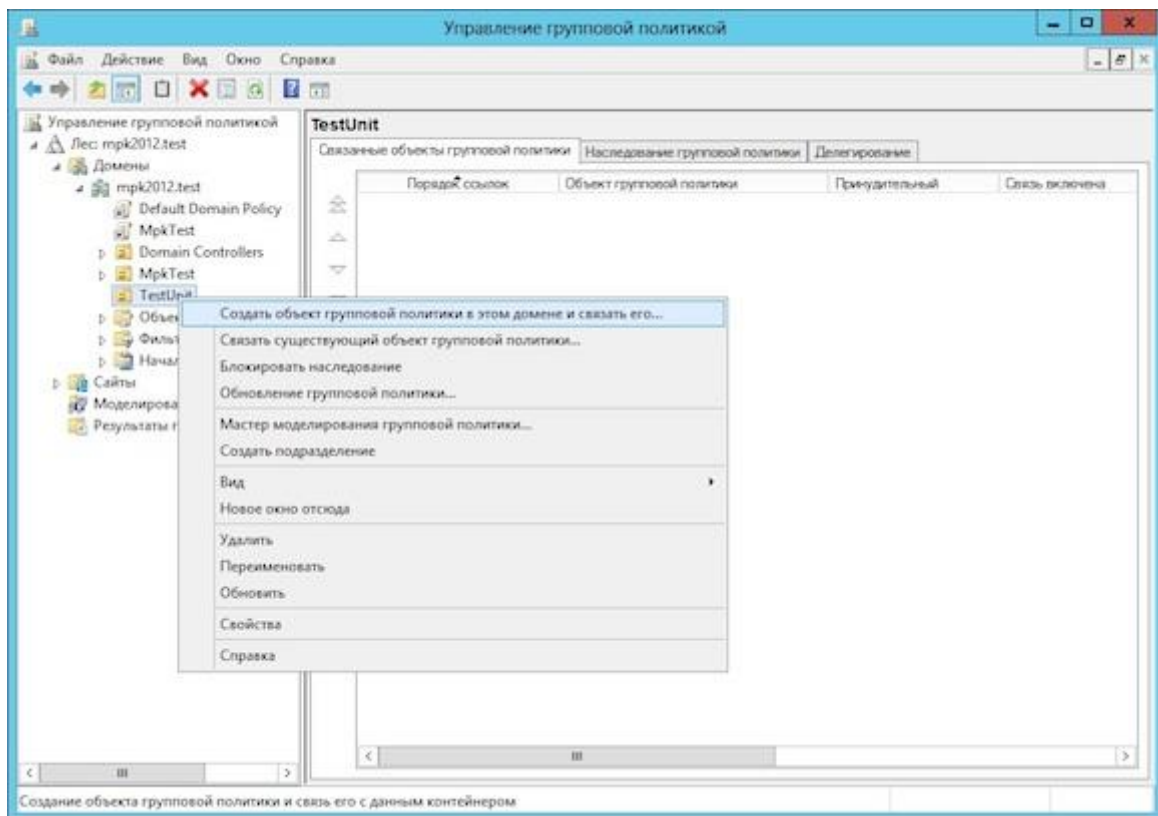 Управление групповой политикой
Файл Действие Вид Окно Справка
Управление групповой политикой
Лес: mpk2012.test
Домены
mpk2012.test
Default Domain Policy
MpkTest
Domain Controllers
MpkTest
TestUnit
Сайты
TestUnit
Связанные объекты групповой политики Наследование групповой политики Делегирование
Порядок ссылок Объект групповой политики Принудительный Связь включена
Создать объект групповой политики в этом домене и связать его...
Связать существующий объект групповой политики...
Блокировать наследование
Обновление групповой политики...
Мастер моделирования групповой политики...
Создать подразделение
Вид
Новое окно отсюда
Удалить
Переименовать
Обновить
Свойства
Справка
Создание объекта групповой политики и связь его с данным контейнером